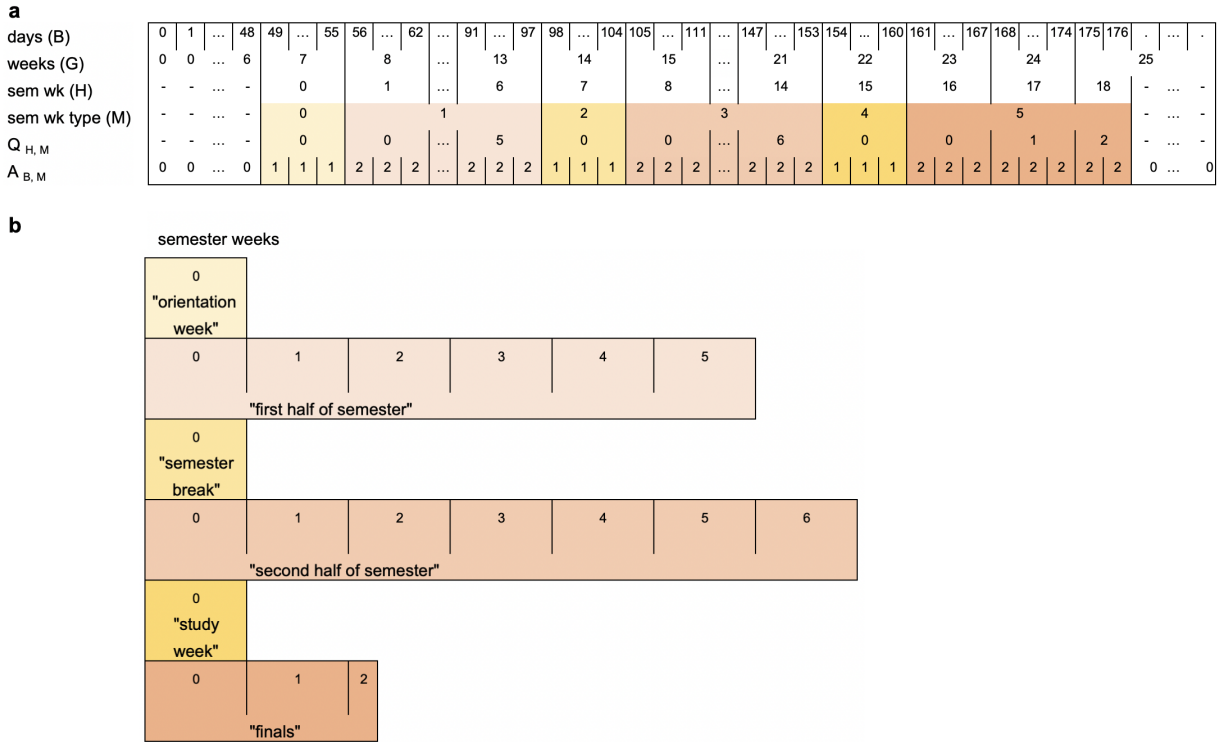 a
days (B) 0 1 ... 48 49 ... 55 56 ... 62 ... 91 ... 97 98 ... 104 105 ... 111 ... 147 ... 153 154 ... 160 161 ... 167 168 ... 174 175 176 . ... .
weeks (G) 0 0 ... 6 7 8 ... 13 14 15 ... 21 22 23 24 25
sem wk (H) - - ... - 0 1 ... 6 7 8 ... 14 15 16 17 18 - ... -
sem wk type (M) - - ... - 0 1 2 3 4 5 - ... -
Q H, M - - ... - 0 0 ... 5 0 0 ... 6 0 0 1 2 - ... -
A B, M 0 0 ... 0 1 1 1 2 2 2 ... 2 2 2 1 1 1 2 2 2 ... 2 2 2 1 1 1 2 2 2 2 2 2 2 2 0 ... 0
b
semester weeks
0
"orientation
week"
0 1 2 3 4 5
"first half of semester"
0
"semester
break"
0 1 2 3 4 5 6
"second half of semester"
0
"study
week"
0 1 2
"finals"